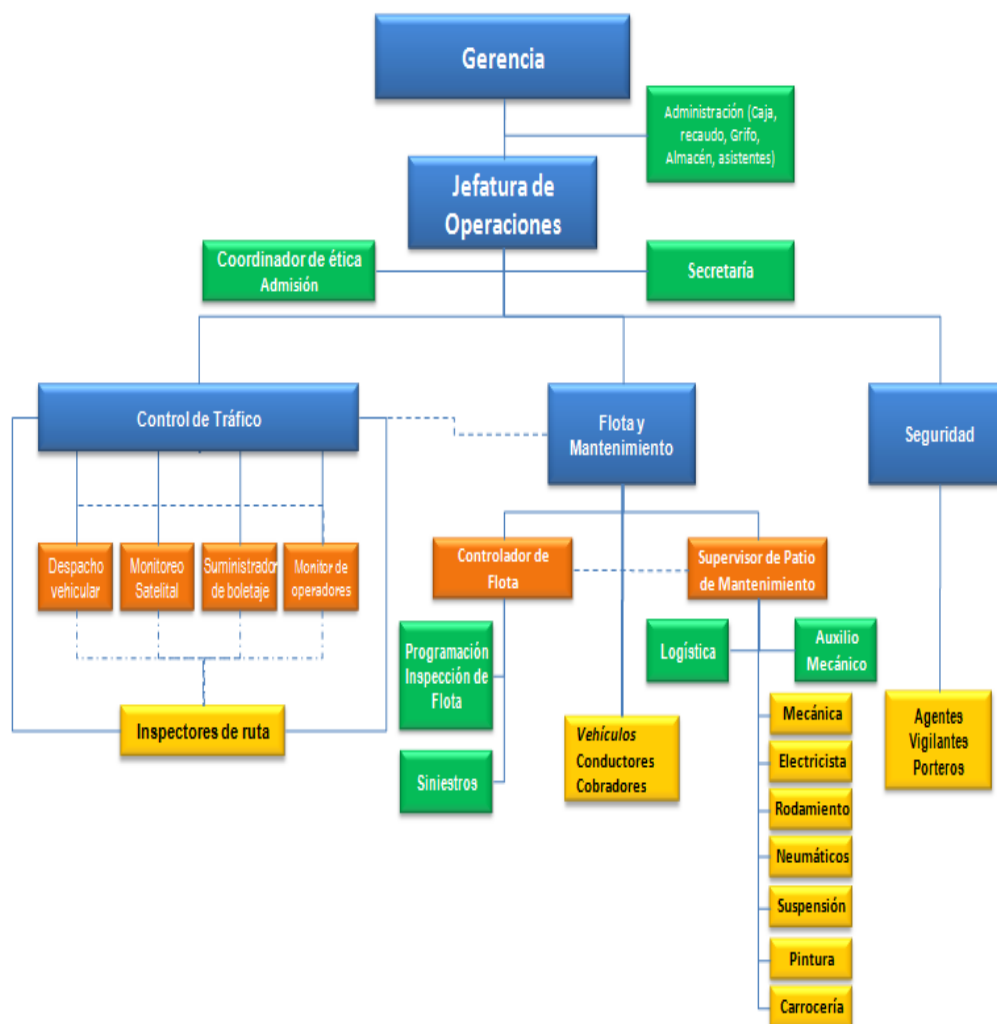 Gerencia
Administración (Caja,
recaudo, Grifo,
Almacén, asistentes)
Jefatura de
Operaciones
Coordinador de ética
Admisión
Secretaría
Control de Tráfico
Flota y
Mantenimiento
Seguridad
Despacho
vehicular
Monitoreo
Satelital
Suministrador
de boletaje
Monitor de
operadores
Inspectores de ruta
Controlador de
Flota
Supervisor de Patio
de Mantenimiento
Programación
Inspección de
Flota
Siniestros
Vehículos
Conductores
Cobradores
Logística
Auxilio
Mecánico
Mecánica
Electricista
Rodamiento
Neumáticos
Suspensión
Pintura
Carrocería
Agentes
Vigilantes
Porteros